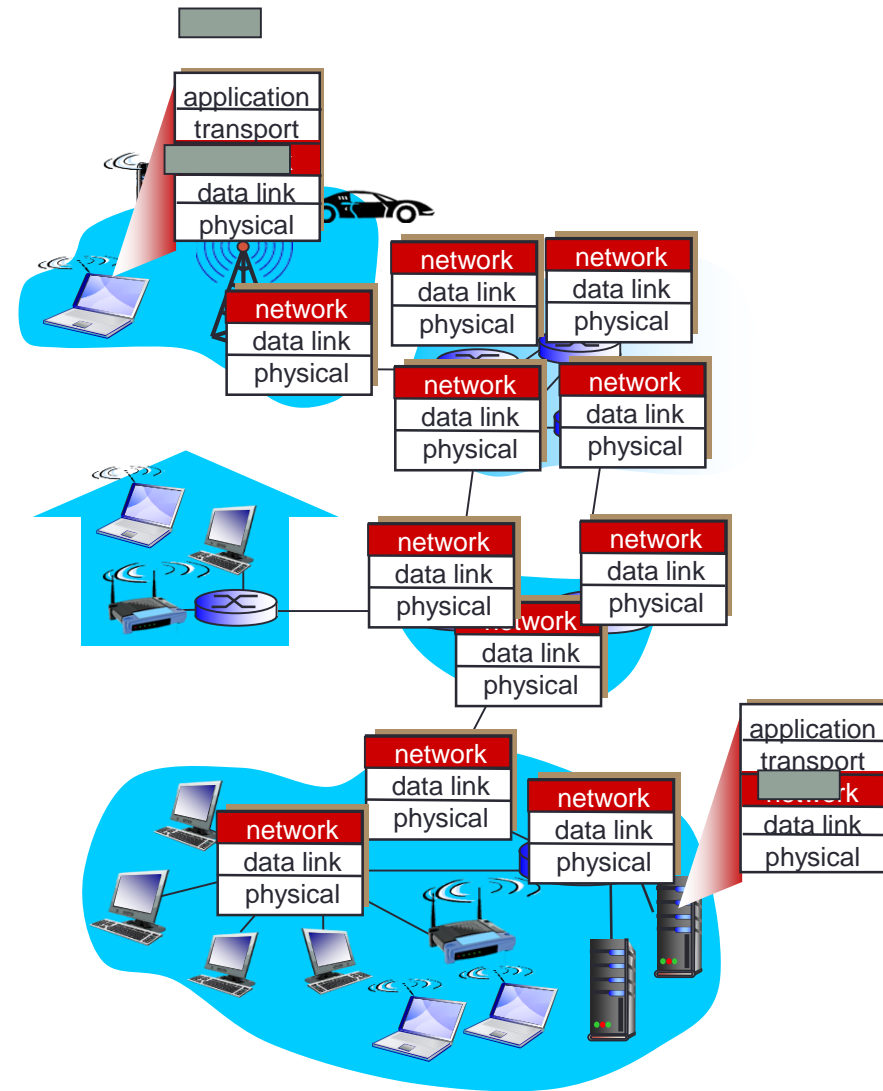 application
transport
data link
physical
network
data link
physical
network
data link
physical
network
data link
physical
network
data link
physical
network
data link
physical
network
data link
physical
network
data link
physical
network
data link
physical
network
data link
physical
network
data link
physical
network
data link
physical
application
transport
network
data link
physical